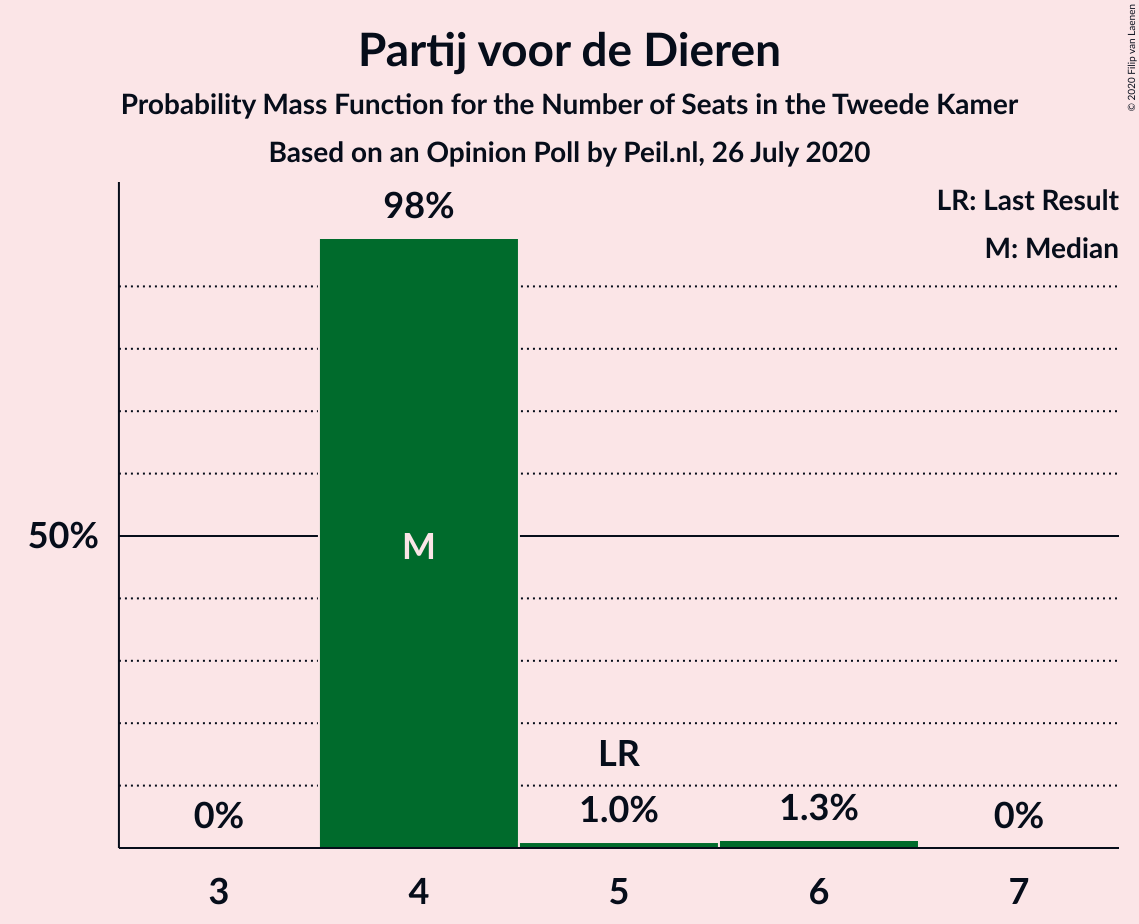 Partij voor de Dieren
Probability Mass Function for the Number of Seats in the Tweede Kamer
Based on an Opinion Poll by Peil.nl, 26 July 2020
© 2020 Filip van Laenen
LR: Last Result
M: Median
98%
50%
M
LR
0%
1.0%
1.3%
0%
3 4 5 6 7